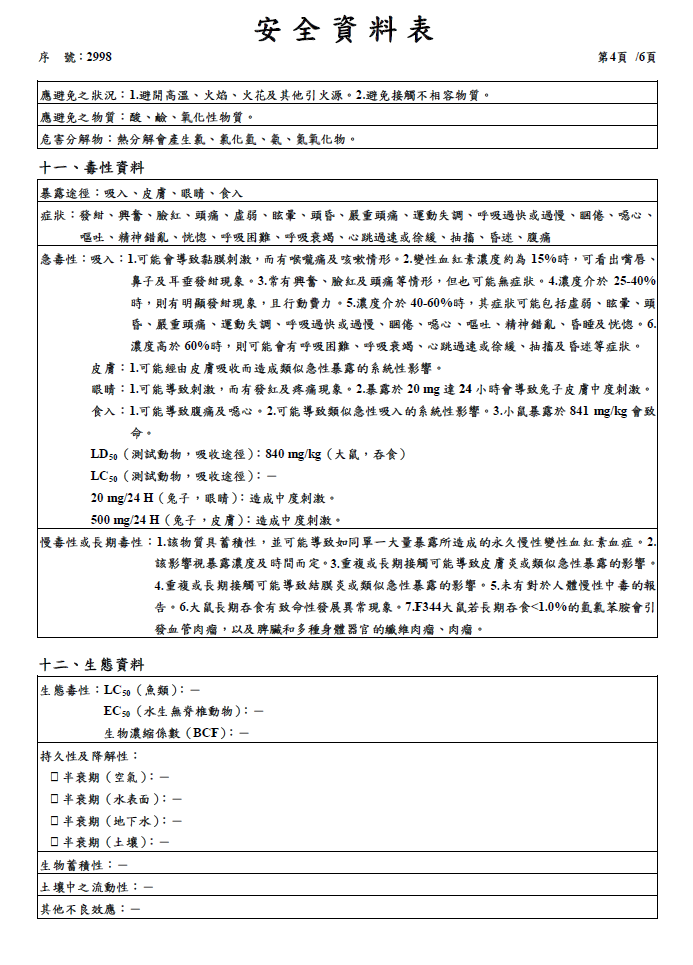 安全資料表
序 號：2998 第4頁 /6頁
應避免之狀況：1.避開高溫、火焰、火花及其他引火源。2.避免接觸不相容物質。
應避免之物質：酸、鹼、氧化性物質。
危害分解物：熱分解會產生氯、氯化氫、氨、氮氧化物。
十一、毒性資料
暴露途徑：吸入、皮膚、眼睛、食入
症狀：發紺、興奮、臉紅、頭痛、虛弱、眩暈、頭昏、嚴重頭痛、運動失調、呼吸過快或過慢、睏倦、噁心、
嘔吐、精神錯亂、恍惚、呼吸困難、呼吸衰竭、心跳過速或徐緩、抽搐、昏迷、腹痛
急毒性：吸入：1.可能會導致黏膜刺激，而有喉嚨痛及咳嗽情形。2.變性血紅素濃度約為 15%時，可看出嘴唇、
鼻子及耳垂發紺現象。3.常有興奮、臉紅及頭痛等情形，但也可能無症狀。4.濃度介於 25-40%
時，則有明顯發紺現象，且行動費力。5.濃度介於 40-60%時，其症狀可能包括虛弱、眩暈、頭
昏、嚴重頭痛、運動失調、呼吸過快或過慢、睏倦、噁心、嘔吐、精神錯亂、昏睡及恍惚。6.
濃度高於 60%時，則可能會有呼吸困難、呼吸衰竭、心跳過速或徐緩、抽搐及昏迷等症狀。
皮膚：1.可能經由皮膚吸收而造成類似急性暴露的系統性影響。
眼睛：1.可能導致刺激，而有發紅及疼痛現象。2.暴露於 20 mg 達 24 小時會導致兔子皮膚中度刺激。
食入：1.可能導致腹痛及噁心。2.可能導致類似急性吸入的系統性影響。3.小鼠暴露於 841 mg/kg 會致
命。
LD50（測試動物，吸收途徑）：840 mg/kg（大鼠，吞食）
LC50（測試動物，吸收途徑）：－
20 mg/24 H（兔子，眼睛）：造成中度刺激。
500 mg/24 H（兔子，皮膚）：造成中度刺激。
慢毒性或長期毒性：1.該物質具蓄積性，並可能導致如同單一大量暴露所造成的永久慢性變性血紅素血症。2.
該影響視暴露濃度及時間而定。3.重複或長期接觸可能導致皮膚炎或類似急性暴露的影響。
4.重複或長期接觸可能導致結膜炎或類似急性暴露的影響。5.未有對於人體慢性中毒的報
告。6.大鼠長期吞食有致命性發展異常現象。7.F344大鼠若長期吞食<1.0%的氫氯苯胺會引
發血管肉瘤，以及脾臟和多種身體器官的纖維肉瘤、肉瘤。
十二、生態資料
生態毒性：LC50（魚類）：－
EC50（水生無脊椎動物）：－
生物濃縮係數（BCF）：－
持久性及降解性：
□ 半衰期（空氣）：－
□ 半衰期（水表面）：－
□ 半衰期（地下水）：－
□ 半衰期（土壤）：－
生物蓄積性：－
土壤中之流動性：－
其他不良效應：－